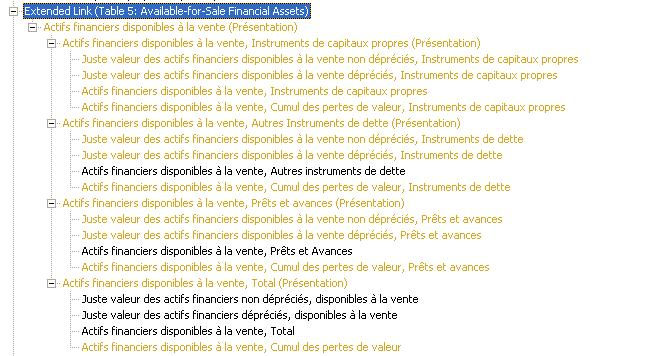 Extended Link (Table 5: Available-for-Sale Financial Assets)
Actifs financiers disponibles à la vente (Présentation)
Actifs financiers disponibles à la vente, Instruments de capitaux propres (Présentation)
Juste valeur des actifs financiers disponibles à la vente non dépréciés, Instruments de capitaux propres
Juste valeur des actifs financiers disponibles à la vente dépréciés, Instruments de capitaux propres
Actifs financiers disponibles à la vente, Instruments de capitaux propres
Actifs financiers disponibles à la vente, Cumul des pertes de valeur, Instruments de capitaux propres
Actifs financiers disponibles à la vente, Autres Instruments de dette (Présentation)
Juste valeur des actifs financiers disponibles à la vente non dépréciés, Instruments de dette
Juste valeur des actifs financiers disponibles à la vente dépréciés, Instruments de dette
Actifs financiers disponibles à la vente, Autres instruments de dette
Actifs financiers disponibles à la vente, Cumul des pertes de valeur, Instruments de dette
Actifs financiers disponibles à la vente, Prêts et avances (Présentation)
Juste valeur des actifs financiers disponibles à la vente non dépréciés, Prêts et avances
Juste valeur des actifs financiers disponibles à la vente dépréciés, Prêts et avances
Actifs financiers disponibles à la vente, Prêts et Avances
Actifs financiers disponibles à la vente, Cumul des pertes de valeur, Prêts et avances
Actifs financiers disponibles à la vente, Total (Présentation)
Juste valeur des actifs financiers non dépréciés, disponibles à la vente
Juste valeur des actifs financiers dépréciés, disponibles à la vente
Actifs financiers disponibles à la vente, Total
Actifs financiers disponibles à la vente, Cumul des pertes de valeur